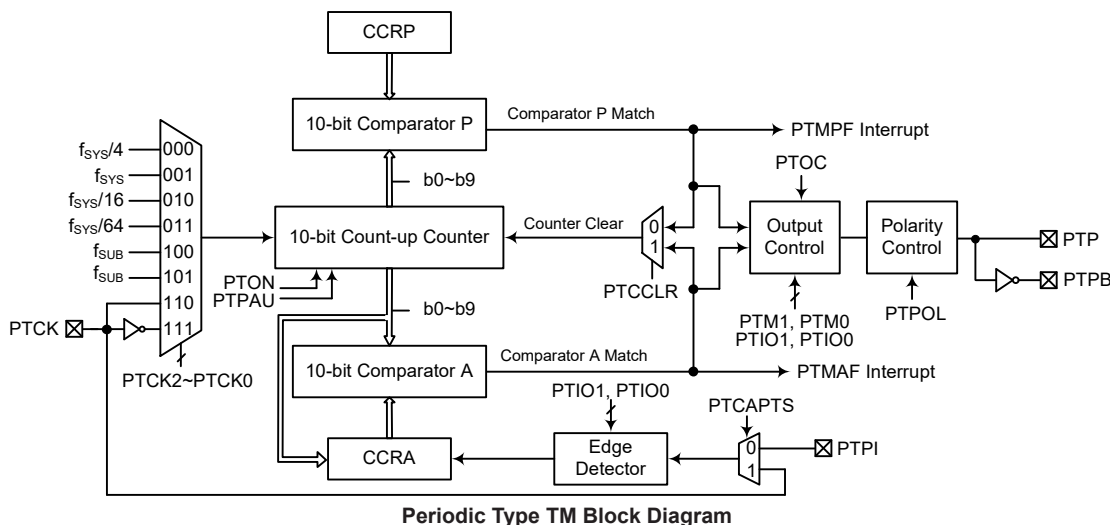 CCRP
10-bit Comparator P
Comparator P Match
PTMPF Interrupt
b0~b9
fSYS/4
000
fSYS
001
fSYS/16
010
fSYS/64
011
fSUB
100
fSUB
101
110
111
PTCK
PTCK2~PTCK0
10-bit Count-up Counter
PTON
PTPAU
Counter Clear
0
1
PTCCLR
PTOC
Output
Control
PTM1, PTM0
PTIO1, PTIO0
Polarity
Control
PTPOL
PTP
PTPB
b0~b9
10-bit Comparator A
Comparator A Match
PTMAF Interrupt
CCRA
PTIO1, PTIO0
Edge
Detector
PTCAPTS
0
1
PTPI
Periodic Type TM Block Diagram